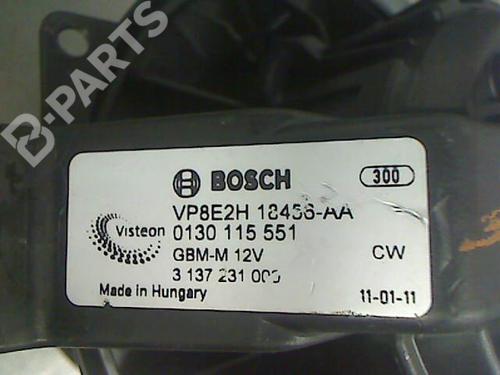 B-PARTS
BOSCH
300
VP8E2H 18456-AA
Visteon
0130 115 551
GBM-M 12V
CW
3 137 231 000
Made in Hungary
11-01-11